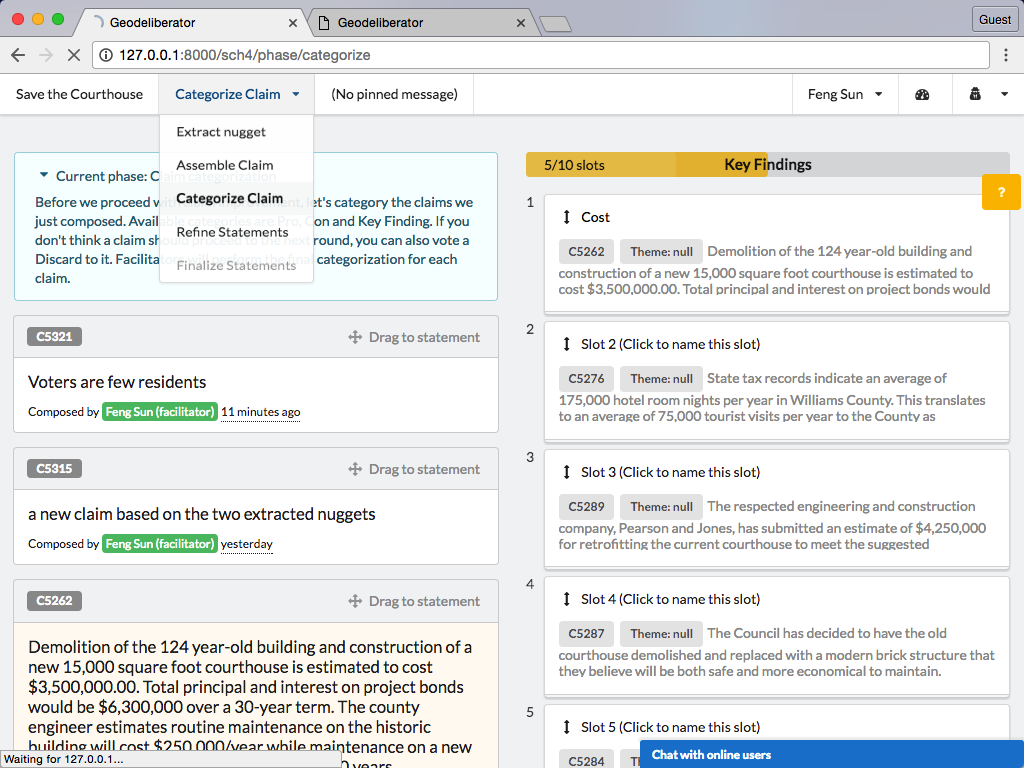 Geodeliberator
Geodeliberator
Guest
127.0.0.1:8000/sch4/phase/categorize
Save the Courthouse
Categorize Claim
(No pinned message)
Feng Sun
Extract nugget
Assemble Claim
Categorize Claim
Refine Statements
Finalize Statements
Current phase: Claim categorization
Before we proceed w let's category the claims we
just composed. Available categories are Pro, Con and Key Finding. If you
don't think a claim should proceed to the next round, you can also vote a
Discard to it. Facilitator will perform the final categorization for each
claim.
C5321
Drag to statement
Voters are few residents
Composed by Feng Sun (facilitator) 11 minutes ago
C5315
Drag to statement
a new claim based on the two extracted nuggets
Composed by Feng Sun (facilitator) yesterday
C5262
Drag to statement
Demolition of the 124 year-old building and construction of a
new 15,000 square foot courthouse is estimated to cost
$3,500,000.00. Total principal and interest on project bonds
would be $6,300,000 over a 30-year term. The county
engineer estimates routine maintenance on the historic
building will cost $250,000/year while maintenance on a new
years
Waiting for 127.0.0.1...
5/10 slots
Key Findings
?
1
Cost
C5262 Theme: null Demolition of the 124 year-old building and
construction of a new 15,000 square foot courthouse is estimated to
cost $3,500,000.00. Total principal and interest on project bonds would
2
Slot 2 (Click to name this slot)
C5276 Theme: null State tax records indicate an average of
175,000 hotel room nights per year in Williams County. This translates
to an average of 75,000 tourist visits per year to the County as
3
Slot 3 (Click to name this slot)
C5289 Theme: null The respected engineering and construction
company, Pearson and Jones, has submitted an estimate of $4,250,000
for retrofitting the current courthouse to meet the suggested
4
Slot 4 (Click to name this slot)
C5287 Theme: null The Council has decided to have the old
courthouse demolished and replaced with a modern brick structure that
they believe will be both safe and more economical to maintain.
5
Slot 5 (Click to name this slot)
C5284
Chat with online users